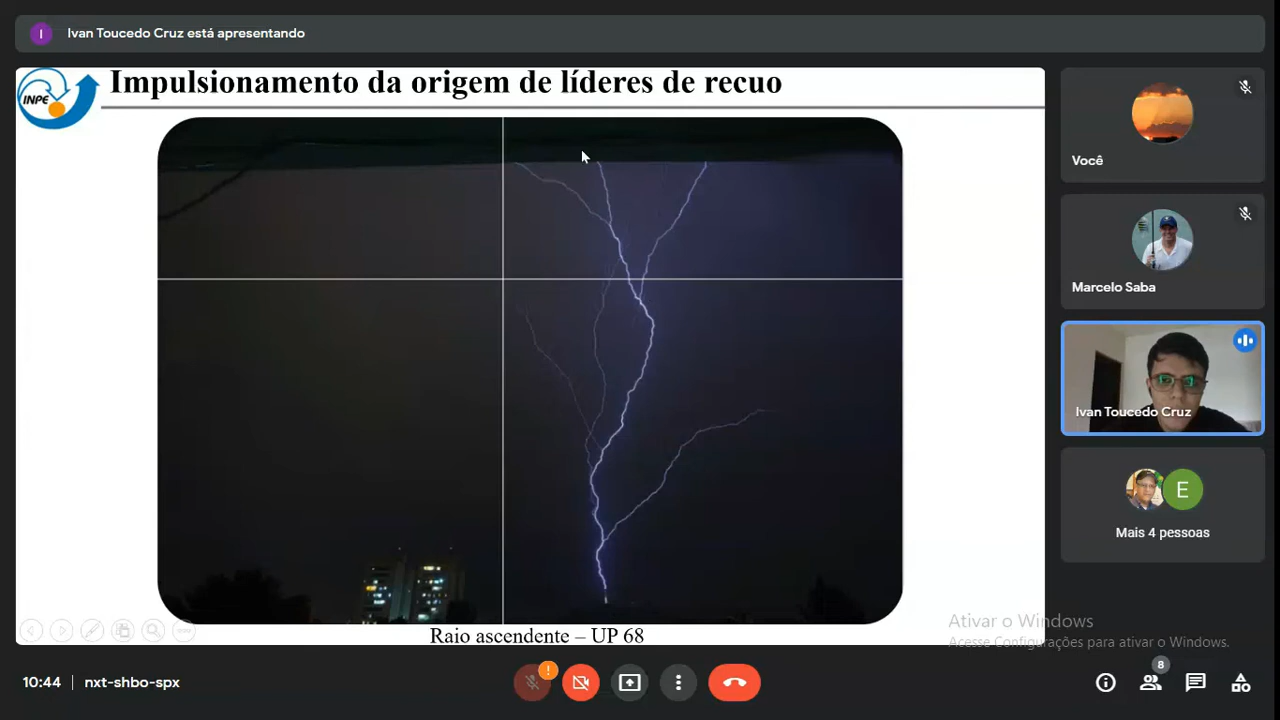 I
Ivan Toucedo Cruz está apresentando
INPE
Impulsionamento da origem de líderes de recuo
Raio ascendente – UP 68
Você
Marcelo Saba
Ivan Toucedo Cruz
E
Mais 4 pessoas
Ativar o Windows
Acesse Configurações para ativar o Windows.
10:44 | nxt-shbo-spx
!
8